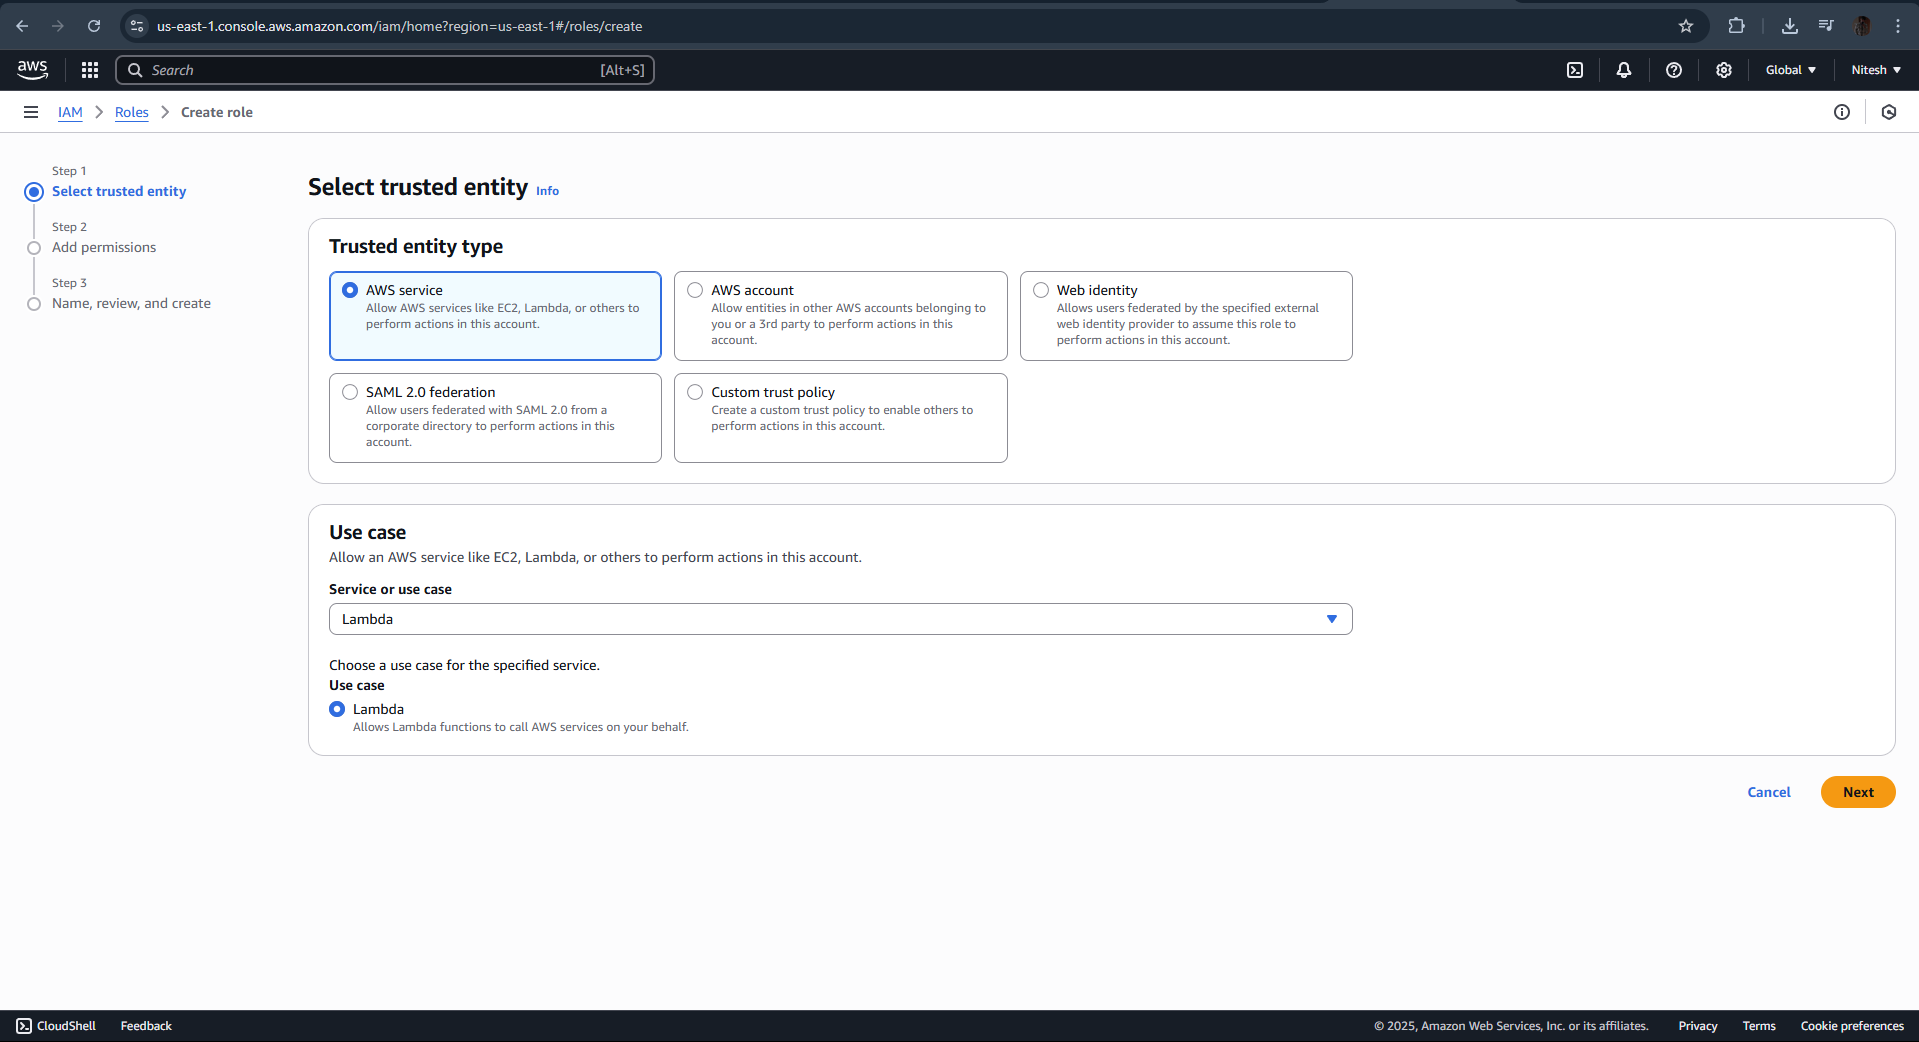 us-east-1.console.aws.amazon.com/iam/home?region=us-east-1#/roles/create
aws
Search
[Alt+S]
Global
Nitesh
IAM
Roles
Create role
Step 1
Select trusted entity
Step 2
Add permissions
Step 3
Name, review, and create
Select trusted entity Info
Trusted entity type
AWS service
Allow AWS services like EC2, Lambda, or others to
perform actions in this account.
AWS account
Allow entities in other AWS accounts belonging to
you or a 3rd party to perform actions in this
account.
Web identity
Allows users federated by the specified external
web identity provider to assume this role to
perform actions in this account.
SAML 2.0 federation
Allow users federated with SAML 2.0 from a
corporate directory to perform actions in this
account.
Custom trust policy
Create a custom trust policy to enable others to
perform actions in this account.
Use case
Allow an AWS service like EC2, Lambda, or others to perform actions in this account.
Service or use case
Lambda
Choose a use case for the specified service.
Use case
Lambda
Allows Lambda functions to call AWS services on your behalf.
Cancel
Next
CloudShell
Feedback
© 2025, Amazon Web Services, Inc. or its affiliates.
Privacy
Terms
Cookie preferences